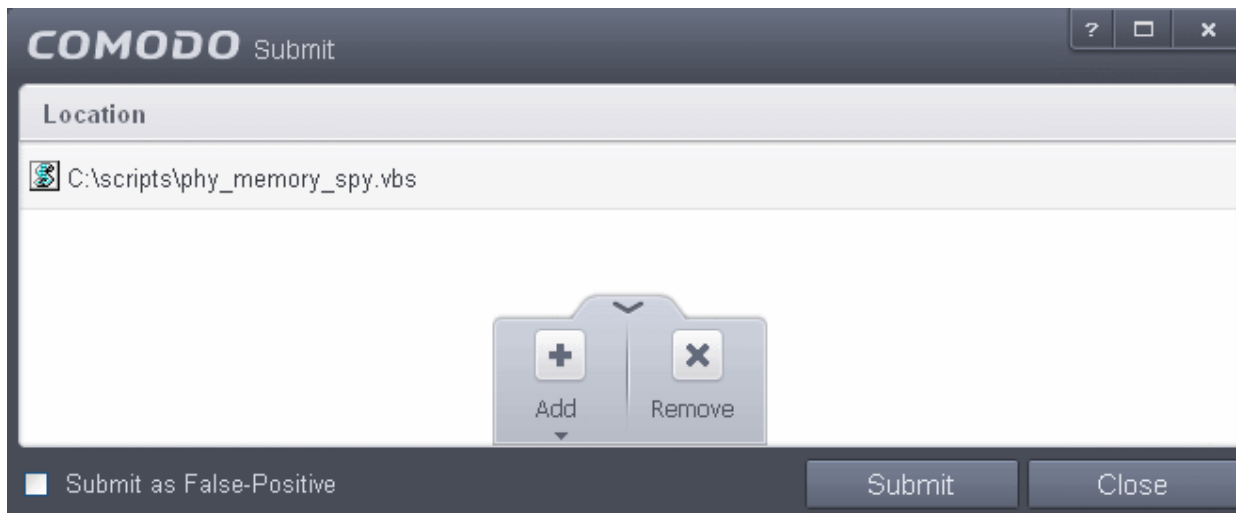 COMODO Submit
?
Location
C:\scripts\phy_memory_spy.vbs
Add
Remove
Submit as False-Positive
Submit
Close